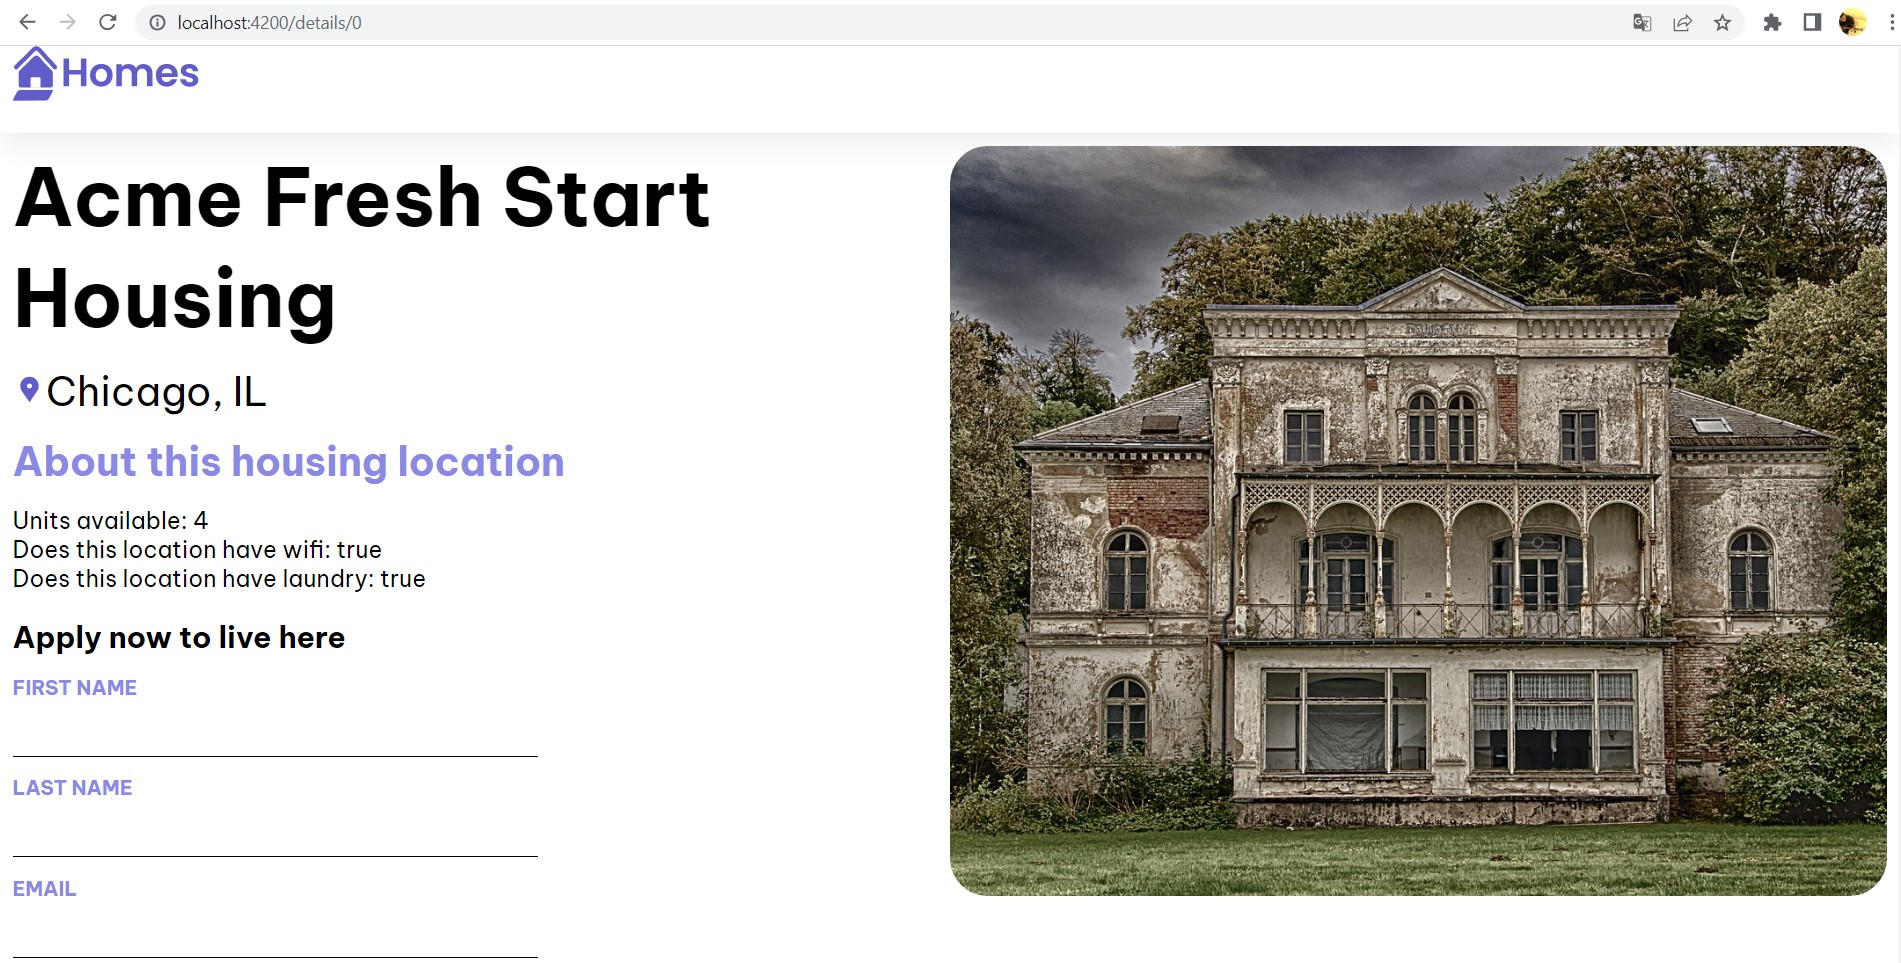 localhost:4200/details/0
Homes
Acme Fresh Start
Housing
Chicago, IL
About this housing location
Units available: 4
Does this location have wifi: true
Does this location have laundry: true
Apply now to live here
FIRST NAME
LAST NAME
EMAIL